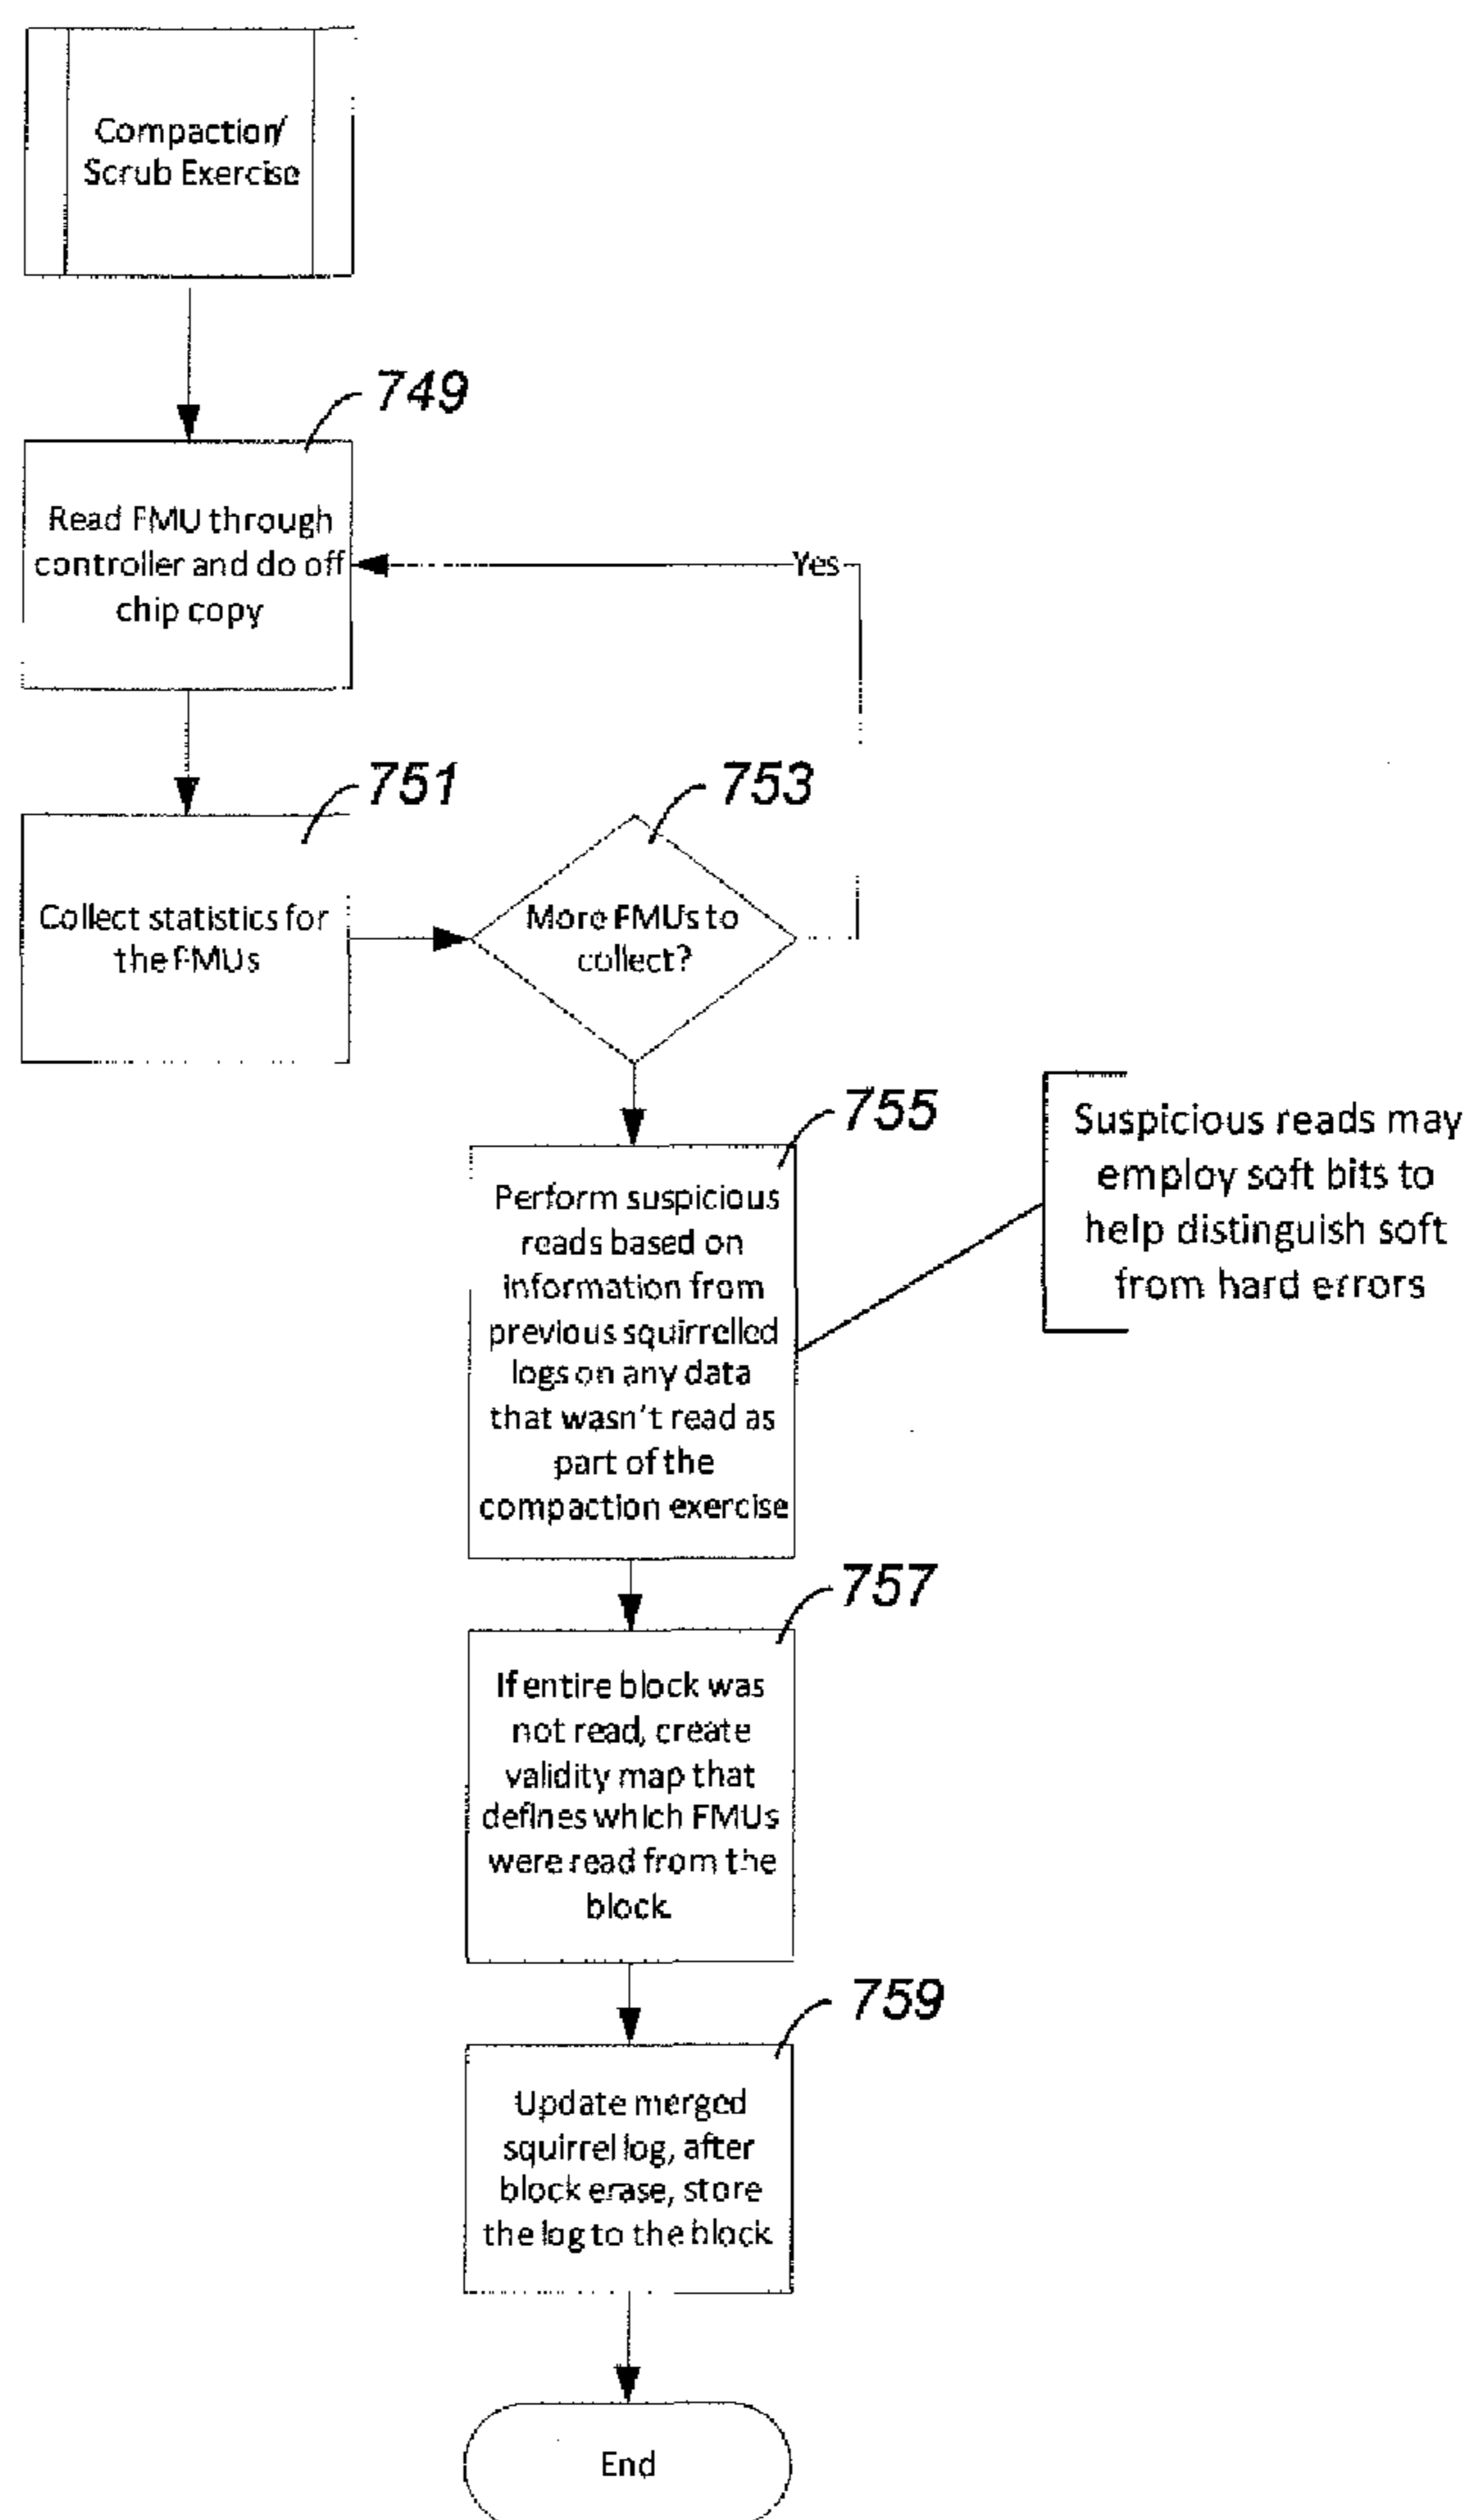 Compaction/
Scrub Exercise
749
Read FMU through
controller and do off
chip copy
Yes
751
Collect statistics for
the FMUs
753
More FMUs to
collect?
755
Perform suspicious
reads based on
information from
previous squirrelled
logs on any data
that wasn't read as
part of the
compaction exercise
Suspicious reads may
employ soft bits to
help distinguish soft
from hard errors
757
If entire block was
not read, create
validity map that
defines which FMUs
were read from the
block.
759
Update merged
squirrel log, after
block erase, store
the log to the block.
End